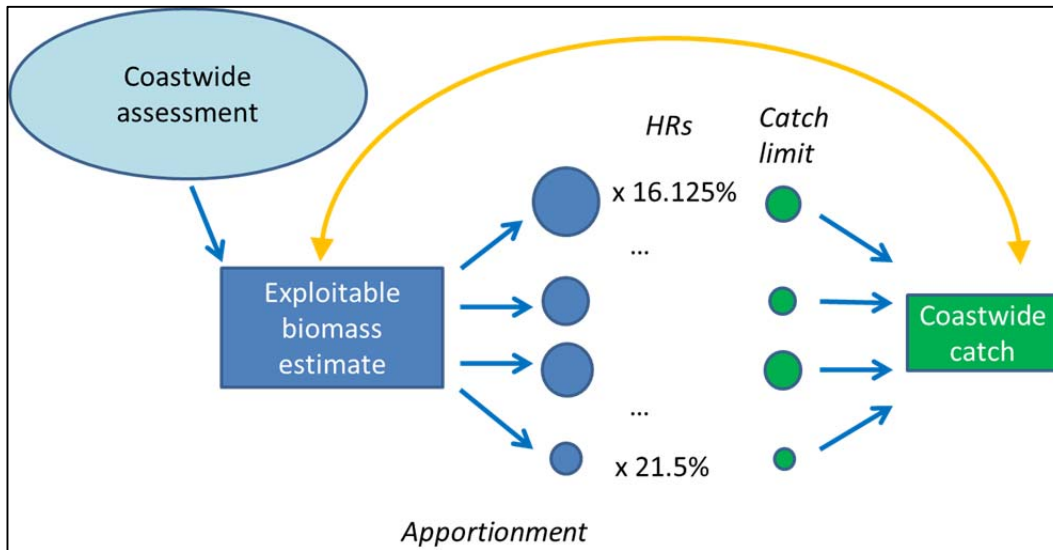 Coastwide
assessment
HRs
Catch
limit
x 16.125%
...
Exploitable
biomass
estimate
Coastwide
catch
...
x 21.5%
Apportionment